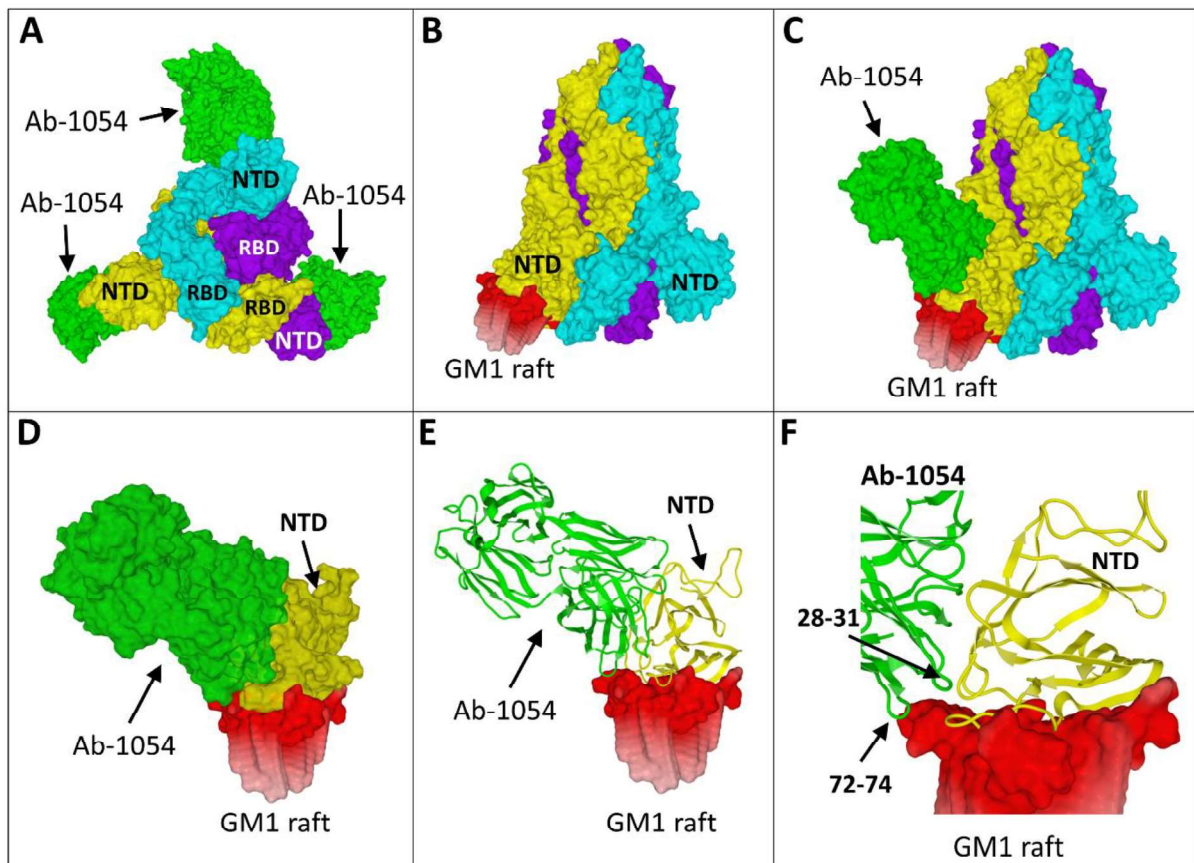 A
Ab-1054
NTD
Ab-1054
Ab-1054
RBD
NTD
RBD
RBD
NTD
B
NTD
NTD
GM1 raft
C
Ab-1054
GM1 raft
D
NTD
Ab-1054
GM1 raft
E
NTD
Ab-1054
GM1 raft
F
Ab-1054
NTD
28-31
72-74
GM1 raft